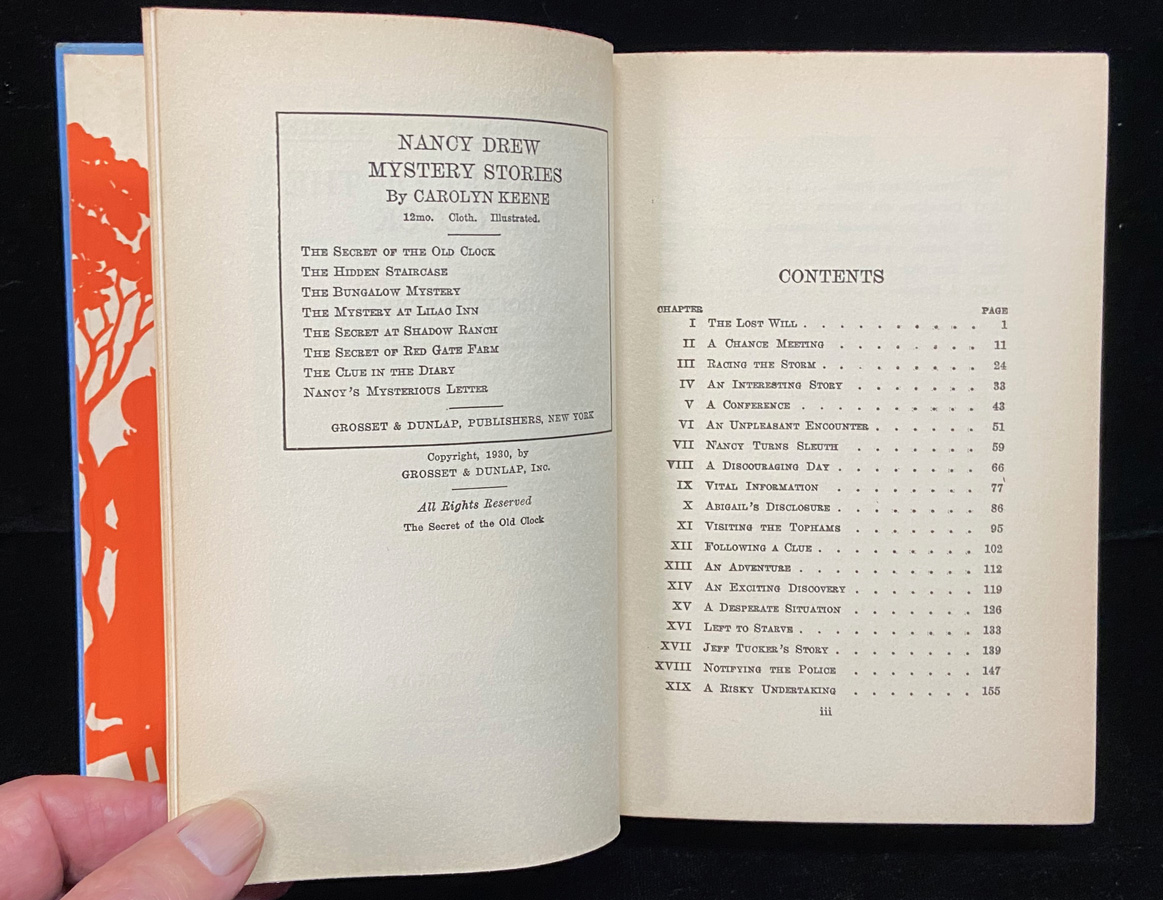 NANCY DREW
MYSTERY STORIES
By CAROLYN KEENE
12mo. Cloth. Illustrated.
The Secret of the Old Clock
The Hidden Staircase
The Bungalow Mystery
The Mystery at Lilac Inn
The Secret at Shadow Ranch
The Secret of Red Gate Farm
The Clue in the Diary
Nancy's Mysterious Letter
GROSSET & DUNLAP, PUBLISHERS, NEW YORK
Copyright, 1930, by
GROSSET & DUNLAP, Inc.
All Rights Reserved
The Secret of the Old Clock
CONTENTS
CHAPTER PAGE
I The Lost Will . . . . . . . . . . 1
II A Chance Meeting . . . . . . . . 11
III Racing the Storm . . . . . . . . . 24
IV An Interesting Story . . . . . . . 33
V A Conference . . . . . . . . . . 43
VI An Unpleasant Encounter . . . . . . 51
VII Nancy Turns Sleuth . . . . . . . 59
VIII A Discouraging Day . . . . . . . . 66
IX Vital Information . . . . . . . 77
X Abigail's Disclosure . . . . . . . . 86
XI Visiting the Tophams . . . . . . . 95
XII Following a Clue . . . . . . . . . 102
XIII An Adventure . . . . . . . . . . 112
XIV An Exciting Discovery . . . . . . . 119
XV A Desperate Situation . . . . . . . 126
XVI Left to Starve . . . . . . . . . . 133
XVII Jeff Tucker's Story . . . . . . . . 139
XVIII Notifying the Police . . . . . . . 147
XIX A Risky Undertaking . . . . . . . 155
iii